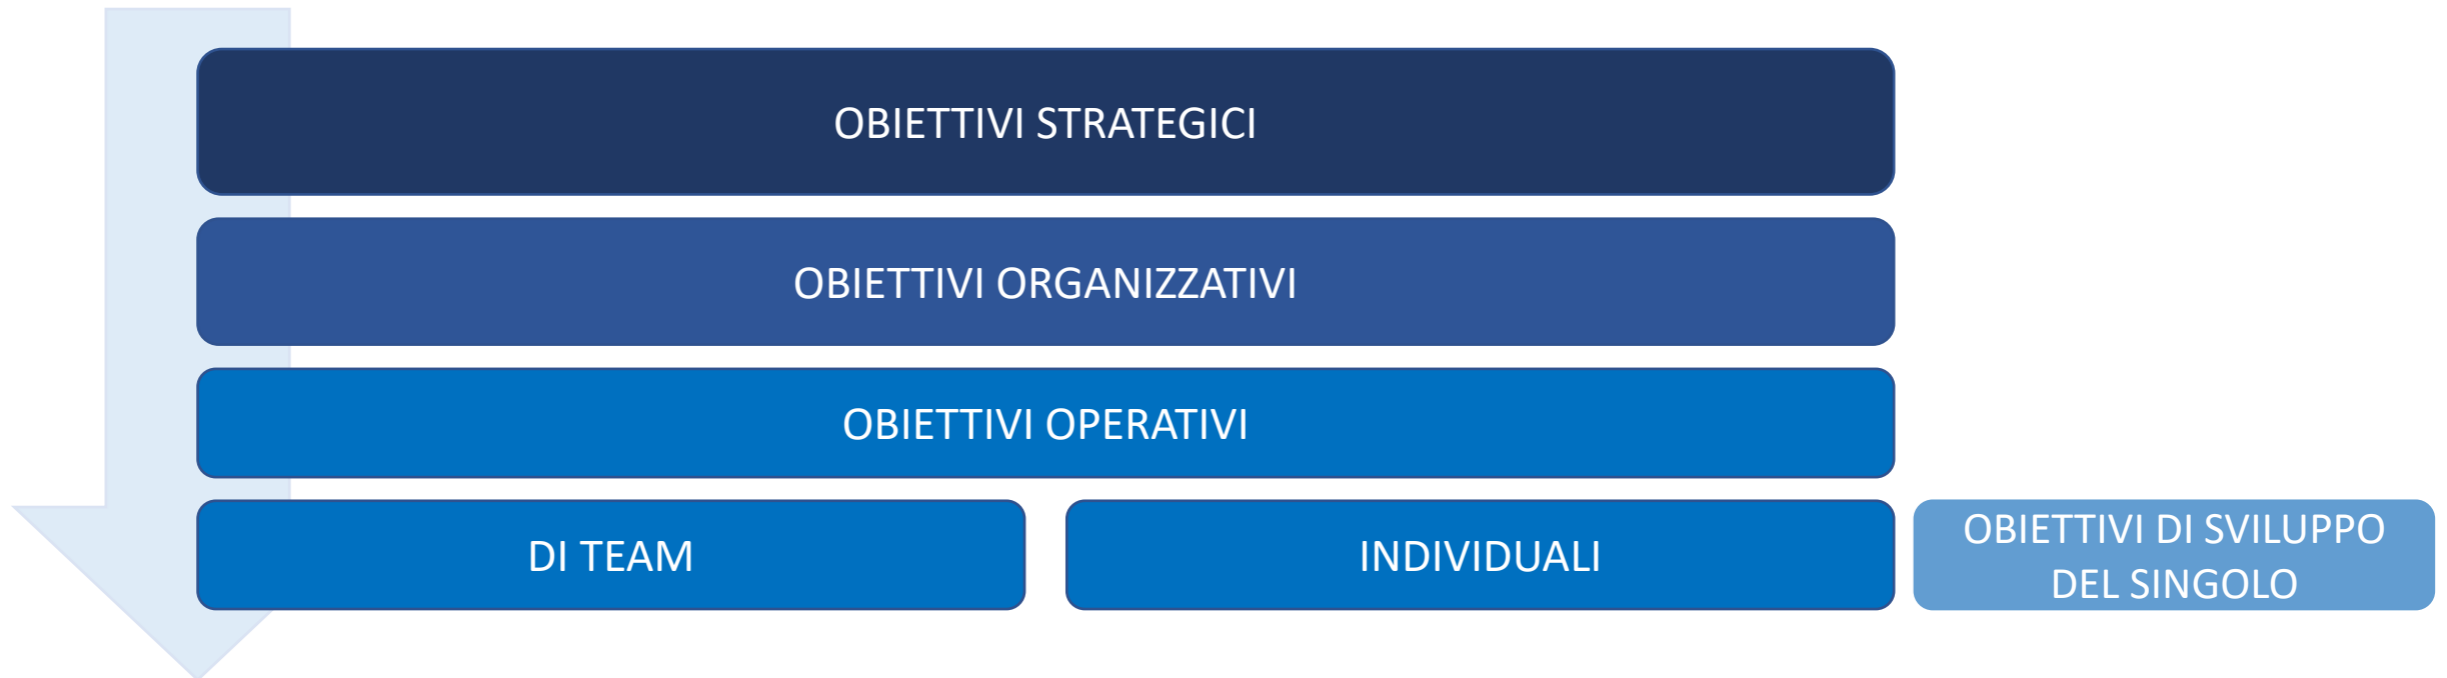 OBIETTIVI STRATEGICI
OBIETTIVI ORGANIZZATIVI
OBIETTIVI OPERATIVI
DI TEAM
INDIVIDUALI
OBIETTIVI DI SVILUPPO
DEL SINGOLO